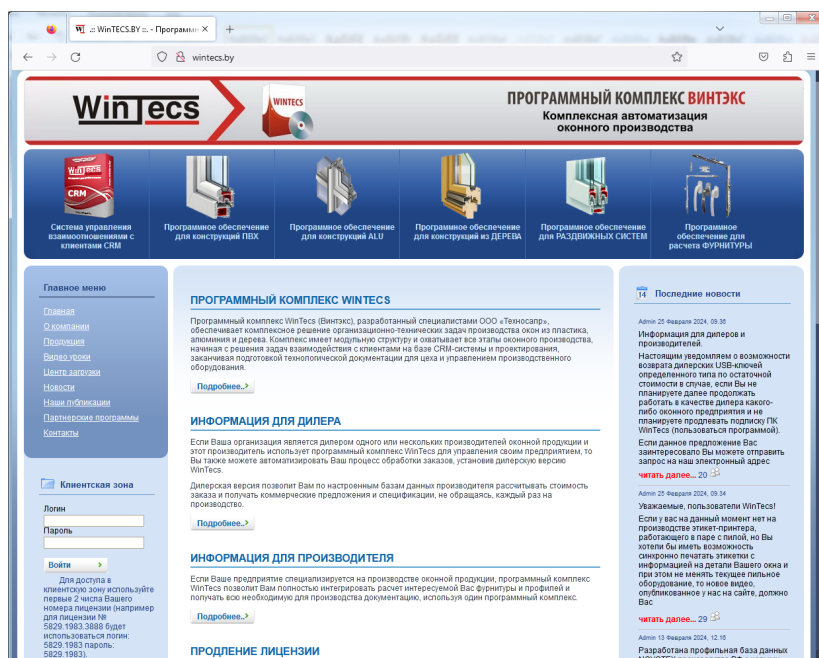 .:: WinTECS.BY ::. - Програмн
wintecs.by
WinTecs
WINTECS
ПРОГРАММНЫЙ КОМПЛЕКС ВИНТЭКС
Комплексная автоматизация
оконного производства
WinTecs
CRM
Система управления
взаимоотношениями с
клиентами CRM
Программное обеспечение
для конструкций ПВХ
Программное обеспечение
для конструкций ALU
Программное обеспечение
для конструкций из ДЕРЕВА
Программное обеспечение
для РАЗДВИЖНЫХ СИСТЕМ
Программное
обеспечение для
расчета ФУРНИТУРЫ
Главное меню
Главная
О компании
Продукция
Видео уроки
Центр загрузки
Новости
Наши публикации
Партнерские программы
Контакты
Клиентская зона
Логин
Пароль
Войти
Для доступа в
клиентскую зону используйте
первые 2 числа Вашего
номера лицензии (например
для лицензии №
5829.1983.3888 будет
использоваться логин:
5829.1983 пароль:
5829.1983).
ПРОГРАММНЫЙ КОМПЛЕКС WINTECS
Программный комплекс WinTecs (Винтэкс), разработанный специалистами ООО «Техносапр»,
обеспечивает комплексное решение организационно-технических задач производства окон из пластика,
алюминия и дерева. Комплекс имеет модульную структуру и охватывает все этапы оконного производства,
начиная с решения задач взаимодействия с клиентами на базе CRM-системы и проектирования,
заканчивая подготовкой технологической документации для цеха и управлением производственного
оборудования.
Подробнее..
ИНФОРМАЦИЯ ДЛЯ ДИЛЕРА
Если Ваша организация является дилером одного или нескольких производителей оконной продукции и
этот производитель использует программный комплекс WinTecs для управления своим предприятием, то
Вы также можете автоматизировать Ваш процесс обработки заказов, установив дилерскую версию
WinTecs.
Дилерская версия позволит Вам по настроенным базам данных производителя рассчитывать стоимость
заказа и получать коммерческие предложения и спецификации, не обращаясь, каждый раз на
производство.
Подробнее..
ИНФОРМАЦИЯ ДЛЯ ПРОИЗВОДИТЕЛЯ
Если Ваше предприятие специализируется на производстве оконной продукции, программный комплекс
WinTecs позволит Вам полностью интегрировать расчет интересуемой Вас фурнитуры и профилей и
получать всю необходимую для производства документацию, используя один программный комплекс.
Подробнее..
ПРОДЛЕНИЕ ЛИЦЕНЗИИ
14 Последние новости
Admin 25 Февраля 2024, 09.36
Информация для дилеров и
производителей.
Настоящим уведомляем о возможности
возврата дилерских USB-ключей
определенного типа по остаточной
стоимости в случае, если Вы не
планируете далее продолжать
работать в качестве дилера какого-
либо оконного предприятия и не
планируете продлевать подписку ПК
WinTecs (пользоваться программой).
Если данное предложение Вас
заинтересовало Вы можете отправить
запрос на наш электронный адрес
читать далее... 20
Admin 25 Февраля 2024, 09.34
Уважаемые, пользователи WinTecs!
Если у вас на данный момент нет на
производстве этикет-принтера,
работающего в паре с пилой, но Вы
хотели бы иметь возможность
синхронно печатать этикетки с
информацией на детали Вашего окна и
при этом не менять текущее пильное
оборудование, то новое видео,
опубликованное у нас на сайте, должно
Вас
читать далее... 29
Admin 13 Февраля 2024, 12.16
Разработана профильная база данных